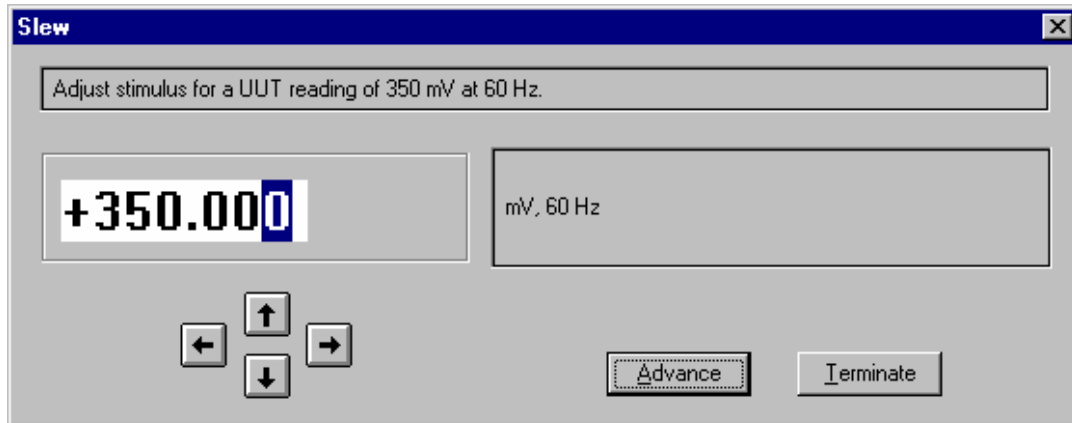 Slew
Adjust stimulus for a UUT reading of 350 mV at 60 Hz.
+350.000
mV, 60 Hz
Advance
Terminate